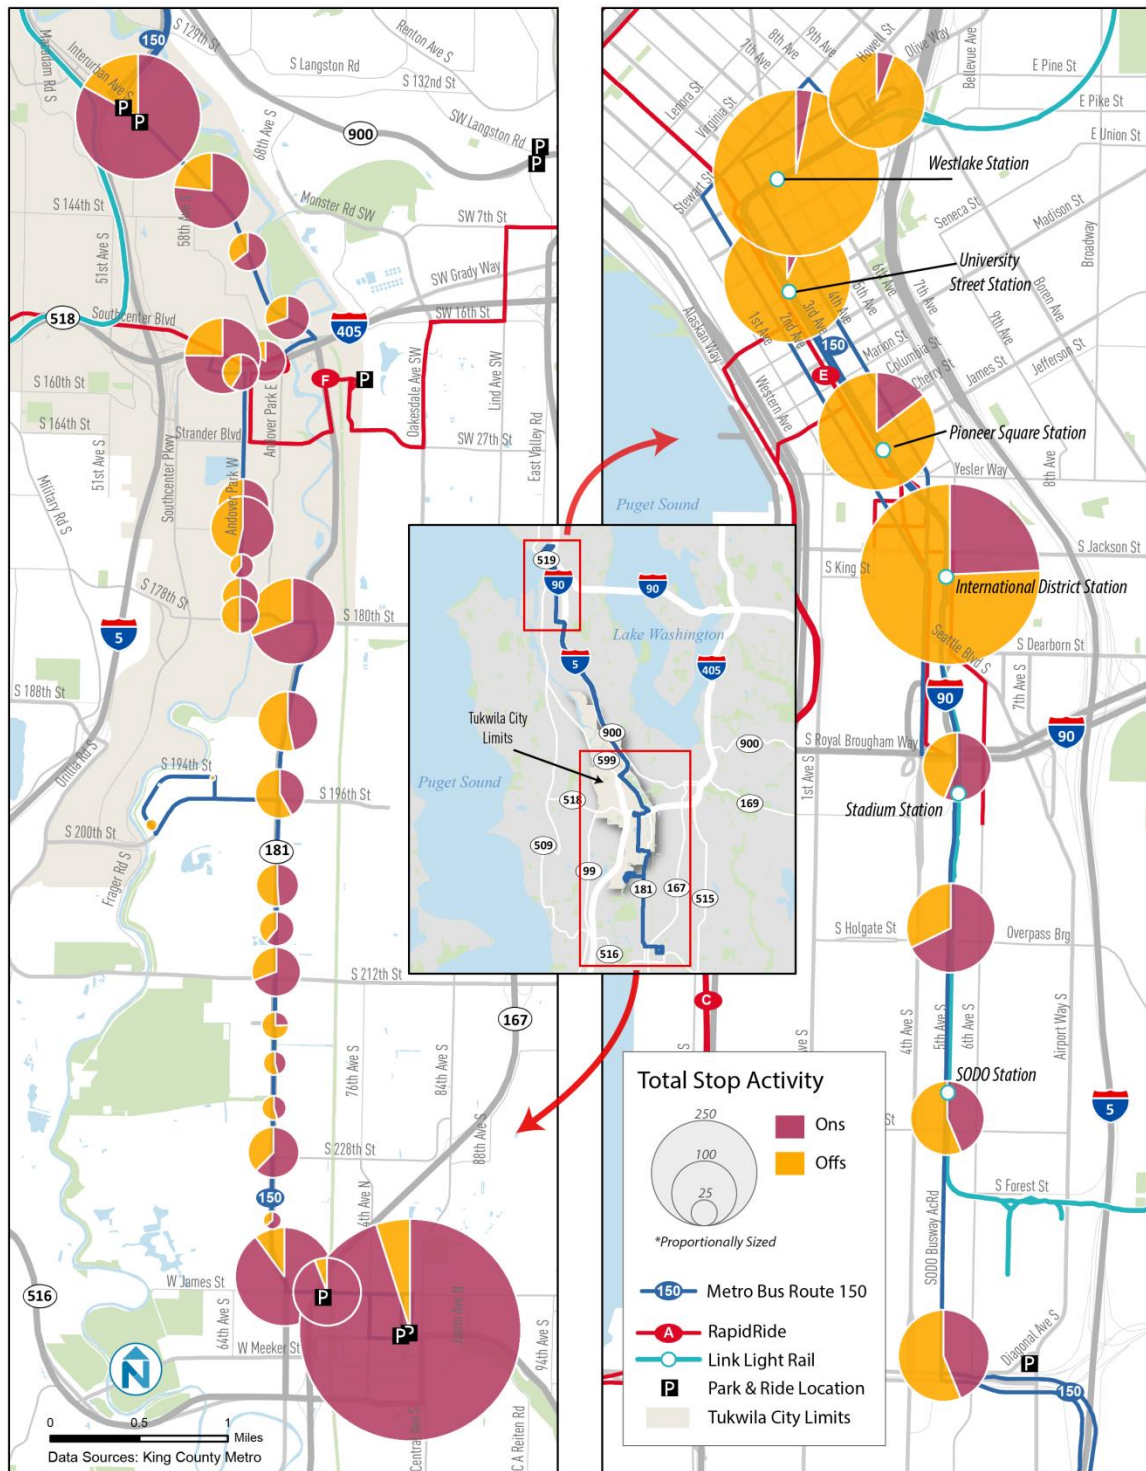 S 129th St
150
Renton Ave S
S Langston Rd
S 132nd St
Macadam Rd S
Interurban Ave S
P
P
68th Ave S
900
SW Langston Rd
P
P
S 144th St
58th Ave S
Monster Rd SW
SW 7th St
51st Ave S
SW Grady Way
518
Southcenter Blvd
405
SW 16th St
S 160th St
F
P
Andover Park E
Oakesdale Ave SW
Lind Ave SW
East Valley Rd
S 164th St
51st Ave S
Strander Blvd
SW 27th St
Southcenter Pkwy
Andover Park W
Military Rd S
S 178th St
S 180th St
5
S 188th St
Orillia Rd S
S 194th St
S 196th St
S 200th St
181
Frager Rd S
S 212th St
167
76th Ave S
84th Ave S
88th Ave S
S 228th St
150
4th Ave N
W James St
P
516
64th Ave S
W Meeker St
P
94th Ave S
Central Ave S
C A Reiten Rd
N
0 0.5 1
Miles
Data Sources: King County Metro
7th Ave
8th Ave
9th Ave
Howell St
Olive Way
Bellevue Ave
E Pine St
Lenora St
Virginia St
E Pike St
E Union St
Westlake Station
Stewart St
Seneca St
Madison St
Broadway
University
Street Station
6th Ave
7th Ave
Boren Ave
Alaskan Way
1st Ave
2nd Ave
3rd Ave
4th Ave
5th Ave
9th Ave
150
Marion St
Columbia St
Cherry St
James St
Jefferson St
E
Western Ave
Pioneer Square Station
Yester Way
8th Ave
Puget Sound
S Jackson St
S King St
International District Station
Seattle Blvd S
S Dearborn St
7th Ave S
90
90
S Royal Brougham Way
1st Ave S
Stadium Station
S Holgate St
Overpass Brg
4th Ave S
5th Ave S
6th Ave S
Airport Way S
C
SODO Station
5
S Forest St
SODO Busway AcRd
Diagonal Ave S
P
150
519
90
90
Lake Washington
5
405
Tukwila City
Limits
900
599
900
Puget Sound
518
169
509
99
181
167
515
516
Total Stop Activity
250
100
25
*Proportionally Sized
Ons
Offs
150 Metro Bus Route 150
A RapidRide
Link Light Rail
P Park & Ride Location
Tukwila City Limits